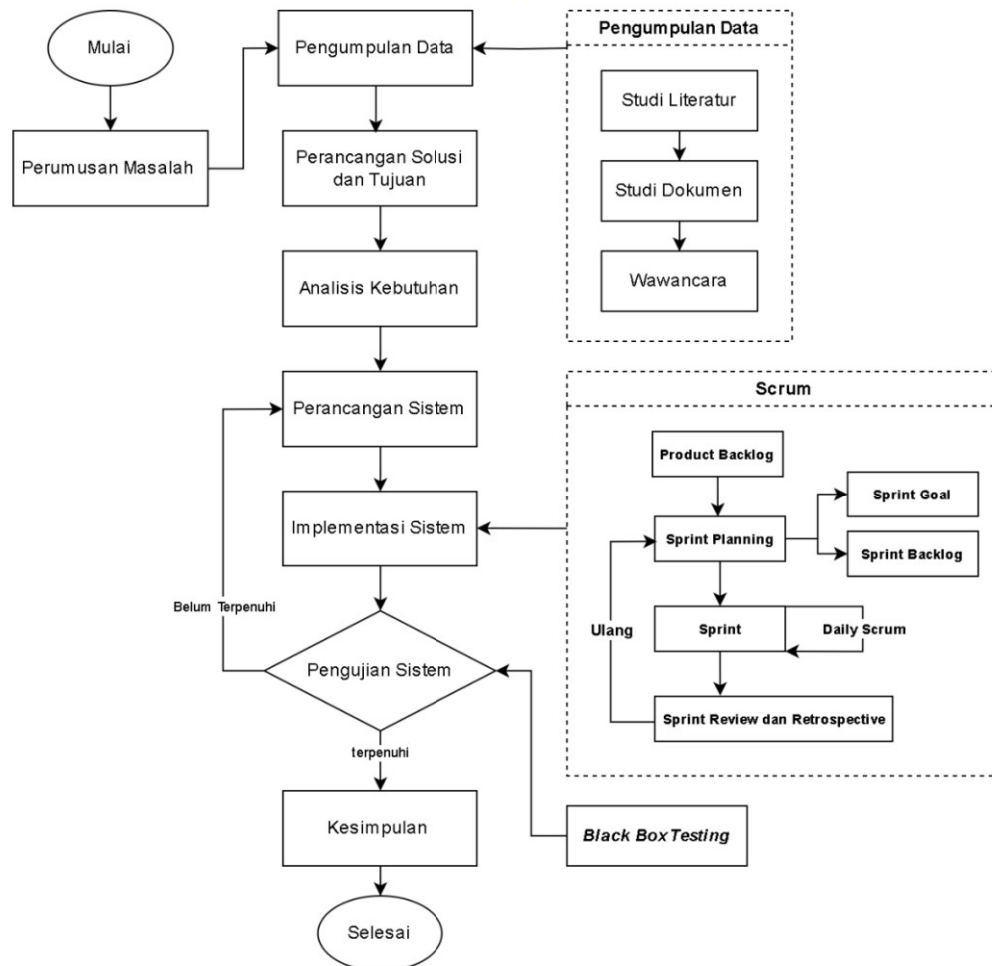 Mulai
Perumusan Masalah
Pengumpulan Data
Perancangan Solusi
dan Tujuan
Analisis Kebutuhan
Perancangan Sistem
Implementasi Sistem
Belum Terpenuhi
Pengujian Sistem
terpenuhi
Kesimpulan
Selesai
Pengumpulan Data
Studi Literatur
Studi Dokumen
Wawancara
Scrum
Product Backlog
Sprint Planning
Sprint Goal
Sprint Backlog
Ulang
Sprint
Daily Scrum
Sprint Review dan Retrospective
Black Box Testing